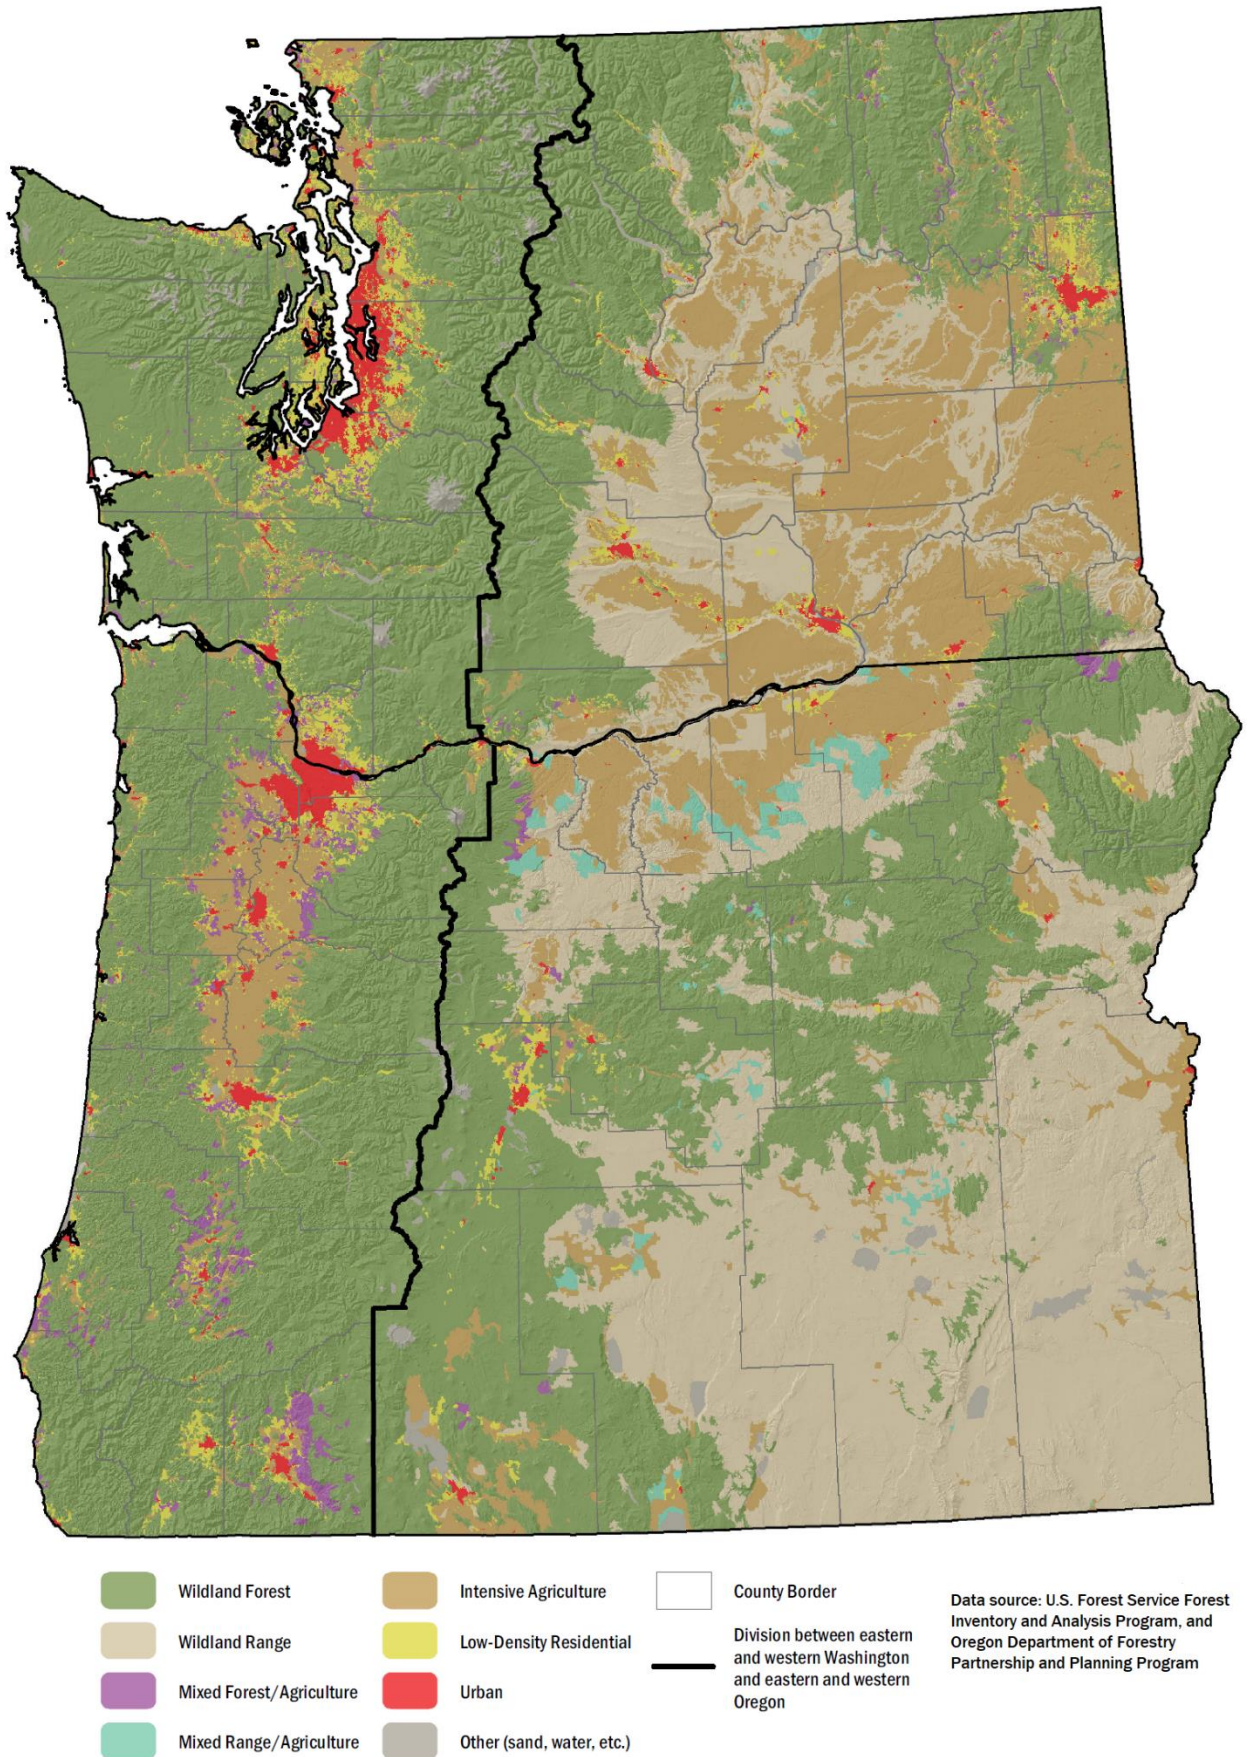 Wildland Forest
Wildland Range
Mixed Forest/Agriculture
Mixed Range/Agriculture
Intensive Agriculture
Low-Density Residential
Urban
Other (sand, water, etc.)
County Border
Division between eastern
and western Washington
and eastern and western
Oregon
Data source: U.S. Forest Service Forest
Inventory and Analysis Program, and
Oregon Department of Forestry
Partnership and Planning Program